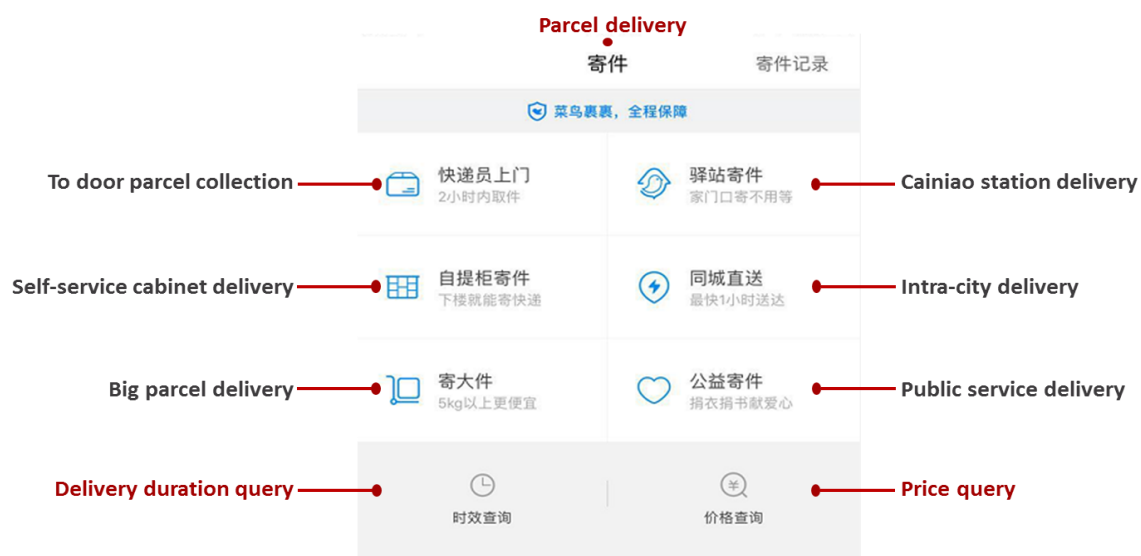 Parcel delivery
寄件
寄件记录
菜鸟裹裹，全程保障
To door parcel collection
快递员上门
2小时内取件
驿站寄件
家门口寄不用等
Cainiao station delivery
Self-service cabinet delivery
自提柜寄件
下楼就能寄快递
同城直送
最快1小时送达
Intra-city delivery
Big parcel delivery
寄大件
5kg以上更便宜
公益寄件
捐衣捐书献爱心
Public service delivery
Delivery duration query
时效查询
价格查询
Price query